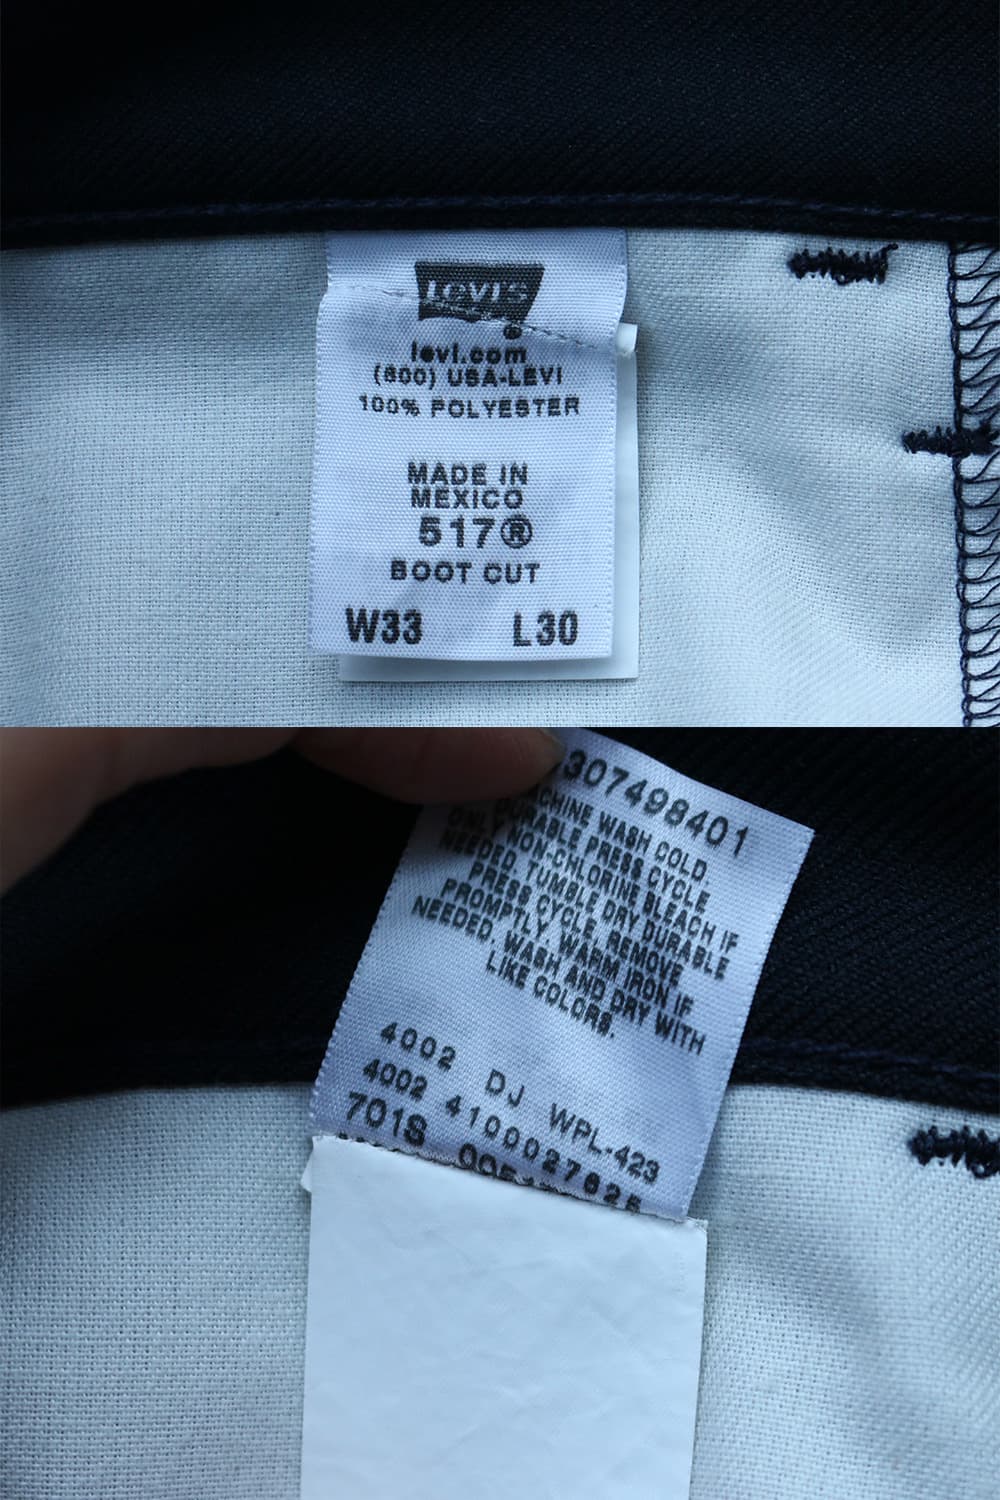 LEVI'S
®
levi.com
(800) USA-LEVI
100% POLYESTER
MADE IN
MEXICO
517®
BOOT CUT
W33 L30
307498401
MACHINE WASH COLD.
ONLY DURABLE PRESS CYCLE
NON-CHLORINE BLEACH IF
NEEDED. TUMBLE DRY DURABLE
PRESS CYCLE. REMOVE
PROMPTLY. WARM IRON IF
NEEDED. WASH AND DRY WITH
LIKE COLORS.
4002 DJ WPL-423
4002 4100027625
701S